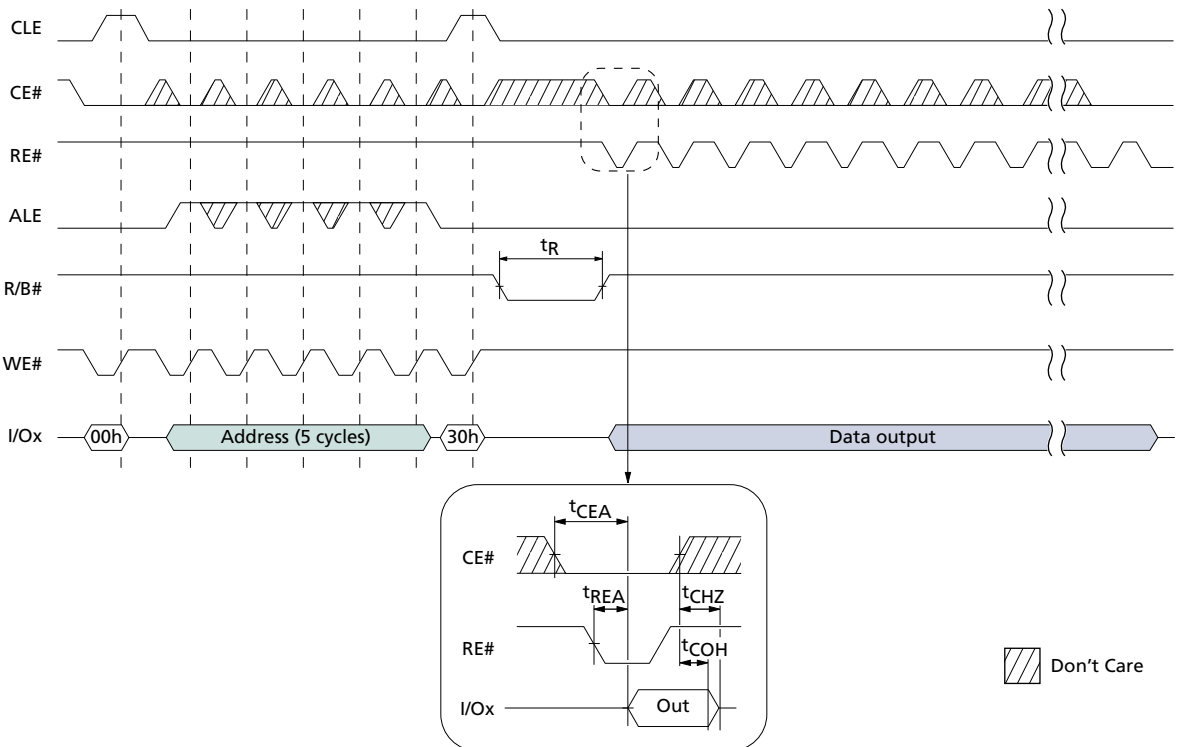 CLE
CE#
RE#
ALE
tR
R/B#
WE#
I/Ox
00h
Address (5 cycles)
30h
Data output
tCEA
CE#
tREA
tCHZ
RE#
tCOH
I/Ox
Out
Don't Care